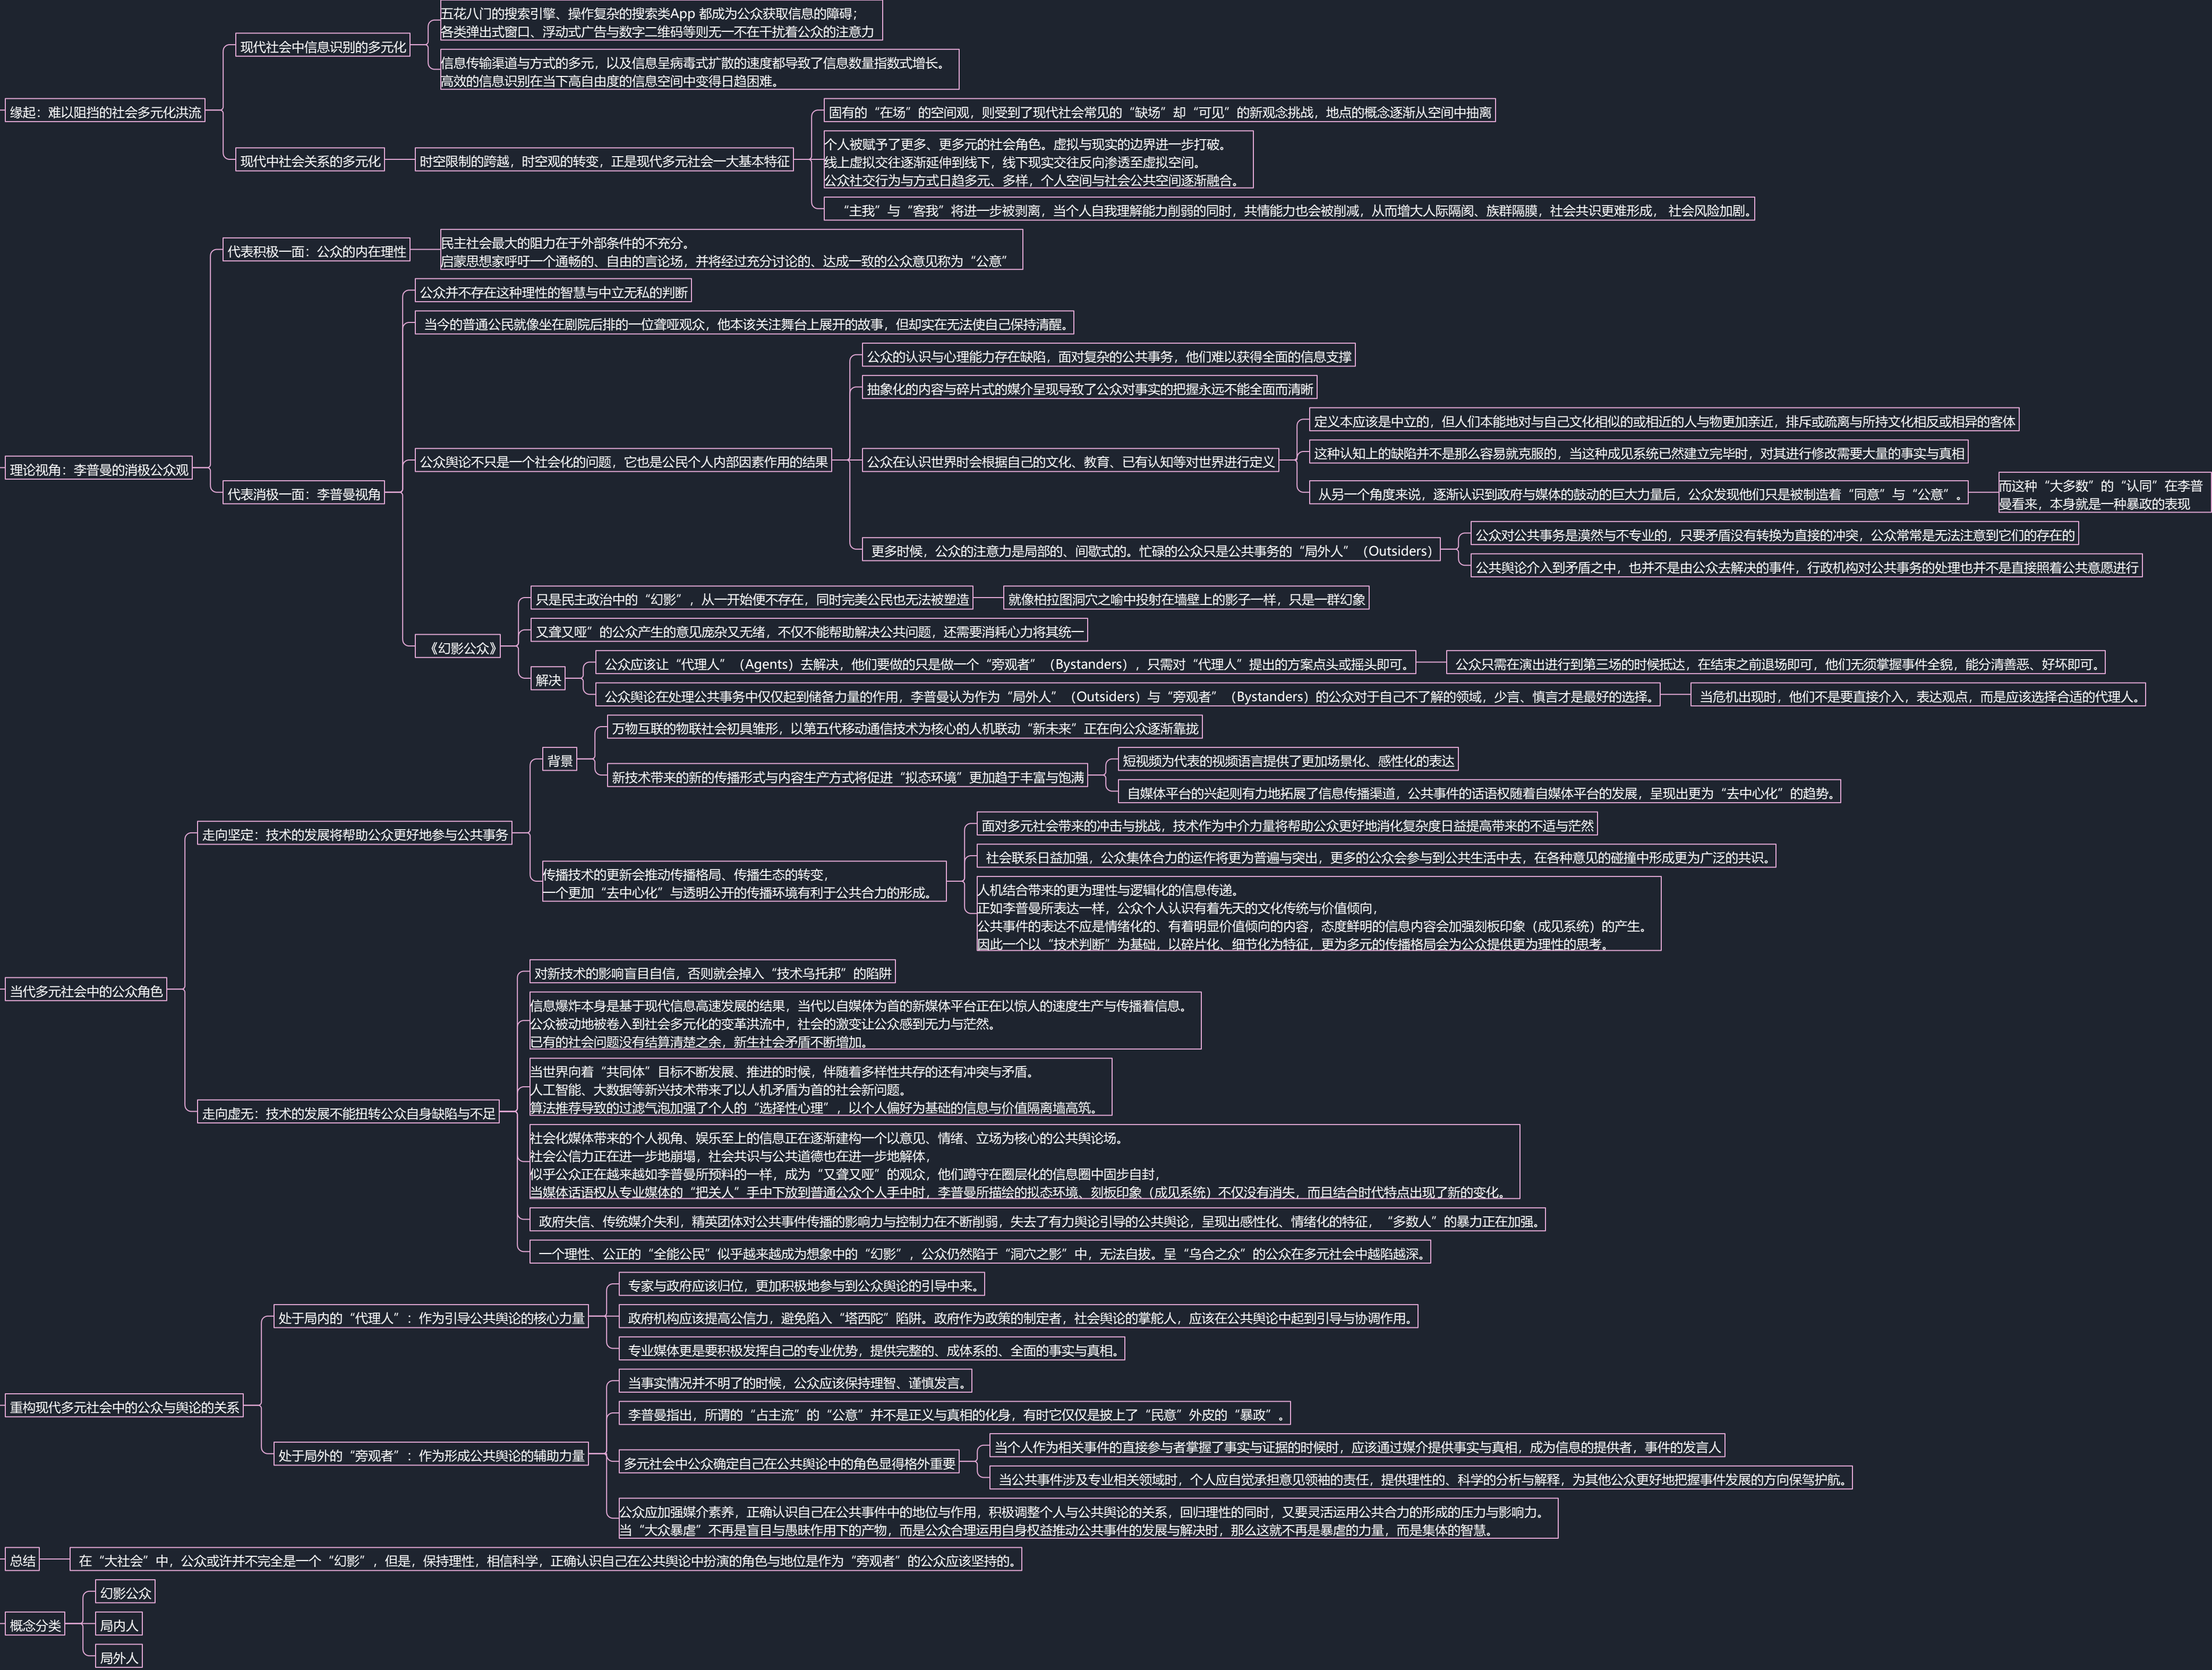 缘起：难以阻挡的社会多元化洪流
现代社会中信息识别的多元化
五花八门的搜索引擎、操作复杂的搜索类App 都成为公众获取信息的障碍；
各类弹出式窗口、浮动式广告与数字二维码等则无一不在干扰着公众的注意力
信息传输渠道与方式的多元，以及信息呈病毒式扩散的速度都导致了信息数量指数式增长。
高效的信息识别在当下高自由度的信息空间中变得日趋困难。
现代中社会关系的多元化
时空限制的跨越，时空观的转变，正是现代多元社会一大基本特征
固有的“在场”的空间观，则受到了现代社会常见的“缺场”却“可见”的新观念挑战，地点的概念逐渐从空间中抽离
个人被赋予了更多、更多元的社会角色。虚拟与现实的边界进一步打破。
线上虚拟交往逐渐延伸到线下，线下现实交往反向渗透至虚拟空间。
公众社交行为与方式日趋多元、多样，个人空间与社会公共空间逐渐融合。
“主我”与“客我”将进一步被剥离，当个人自我理解能力削弱的同时，共情能力也会被削减，从而增大人际隔阂、族群隔膜，社会共识更难形成， 社会风险加剧。
理论视角：李普曼的消极公众观
代表积极一面：公众的内在理性
民主社会最大的阻力在于外部条件的不充分。
启蒙思想家呼吁一个通畅的、自由的言论场，并将经过充分讨论的、达成一致的公众意见称为“公意”
代表消极一面：李普曼视角
公众并不存在这种理性的智慧与中立无私的判断
当今的普通公民就像坐在剧院后排的一位聋哑观众，他本该关注舞台上展开的故事，但却实在无法使自己保持清醒。
公众舆论不只是一个社会化的问题，它也是公民个人内部因素作用的结果
公众的认识与心理能力存在缺陷，面对复杂的公共事务，他们难以获得全面的信息支撑
抽象化的内容与碎片式的媒介呈现导致了公众对事实的把握永远不能全面而清晰
公众在认识世界时会根据自己的文化、教育、已有认知等对世界进行定义
定义本应该是中立的，但人们本能地对与自己文化相似的或相近的人与物更加亲近，排斥或疏离与所持文化相反或相异的客体
这种认知上的缺陷并不是那么容易就克服的，当这种成见系统已然建立完毕时，对其进行修改需要大量的事实与真相
从另一个角度来说，逐渐认识到政府与媒体的鼓动的巨大力量后，公众发现他们只是被制造着“同意”与“公意”。
而这种“大多数”的“认同”在李普
曼看来，本身就是一种暴政的表现
更多时候，公众的注意力是局部的、间歇式的。忙碌的公众只是公共事务的“局外人”（Outsiders）
公众对公共事务是漠然与不专业的，只要矛盾没有转换为直接的冲突，公众常常是无法注意到它们的存在的
公共舆论介入到矛盾之中，也并不是由公众去解决的事件，行政机构对公共事务的处理也并不是直接照着公共意愿进行
《幻影公众》
只是民主政治中的“幻影”，从一开始便不存在，同时完美公民也无法被塑造
就像柏拉图洞穴之喻中投射在墙壁上的影子一样，只是一群幻象
又聋又哑”的公众产生的意见庞杂又无绪，不仅不能帮助解决公共问题，还需要消耗心力将其统一
解决
公众应该让“代理人”（Agents）去解决，他们要做的只是做一个“旁观者”（Bystanders），只需对“代理人”提出的方案点头或摇头即可。
公众只需在演出进行到第三场的时候抵达，在结束之前退场即可，他们无须掌握事件全貌，能分清善恶、好坏即可。
公众舆论在处理公共事务中仅仅起到储备力量的作用，李普曼认为作为“局外人”（Outsiders）与“旁观者”（Bystanders）的公众对于自己不了解的领域，少言、慎言才是最好的选择。
当危机出现时，他们不是要直接介入，表达观点，而是应该选择合适的代理人。
当代多元社会中的公众角色
走向坚定：技术的发展将帮助公众更好地参与公共事务
背景
万物互联的物联社会初具雏形，以第五代移动通信技术为核心的人机联动“新未来”正在向公众逐渐靠拢
新技术带来的新的传播形式与内容生产方式将促进“拟态环境”更加趋于丰富与饱满
短视频为代表的视频语言提供了更加场景化、感性化的表达
自媒体平台的兴起则有力地拓展了信息传播渠道，公共事件的话语权随着自媒体平台的发展，呈现出更为“去中心化”的趋势。
传播技术的更新会推动传播格局、传播生态的转变，
一个更加“去中心化”与透明公开的传播环境有利于公共合力的形成。
面对多元社会带来的冲击与挑战，技术作为中介力量将帮助公众更好地消化复杂度日益提高带来的不适与茫然
社会联系日益加强，公众集体合力的运作将更为普遍与突出，更多的公众会参与到公共生活中去，在各种意见的碰撞中形成更为广泛的共识。
人机结合带来的更为理性与逻辑化的信息传递。
正如李普曼所表达一样，公众个人认识有着先天的文化传统与价值倾向，
公共事件的表达不应是情绪化的、有着明显价值倾向的内容，态度鲜明的信息内容会加强刻板印象（成见系统）的产生。
因此一个以“技术判断”为基础，以碎片化、细节化为特征，更为多元的传播格局会为公众提供更为理性的思考。
走向虚无：技术的发展不能扭转公众自身缺陷与不足
对新技术的影响盲目自信，否则就会掉入“技术乌托邦”的陷阱
信息爆炸本身是基于现代信息高速发展的结果，当代以自媒体为首的新媒体平台正在以惊人的速度生产与传播着信息。
公众被动地被卷入到社会多元化的变革洪流中，社会的激变让公众感到无力与茫然。
已有的社会问题没有结算清楚之余，新生社会矛盾不断增加。
当世界向着“共同体”目标不断发展、推进的时候，伴随着多样性共存的还有冲突与矛盾。
人工智能、大数据等新兴技术带来了以人机矛盾为首的社会新问题。
算法推荐导致的过滤气泡加强了个人的“选择性心理”，以个人偏好为基础的信息与价值隔离墙高筑。
社会化媒体带来的个人视角、娱乐至上的信息正在逐渐建构一个以意见、情绪、立场为核心的公共舆论场。
社会公信力正在进一步地崩塌，社会共识与公共道德也在进一步地解体，
似乎公众正在越来越如李普曼所预料的一样，成为“又聋又哑”的观众，他们蹲守在圈层化的信息圈中固步自封，
当媒体话语权从专业媒体的“把关人”手中下放到普通公众个人手中时，李普曼所描绘的拟态环境、刻板印象（成见系统）不仅没有消失，而且结合时代特点出现了新的变化。
政府失信、传统媒介失利，精英团体对公共事件传播的影响力与控制力在不断削弱，失去了有力舆论引导的公共舆论，呈现出感性化、情绪化的特征，“多数人”的暴力正在加强。
一个理性、公正的“全能公民”似乎越来越成为想象中的“幻影”，公众仍然陷于“洞穴之影”中，无法自拔。呈“乌合之众”的公众在多元社会中越陷越深。
重构现代多元社会中的公众与舆论的关系
处于局内的“代理人”：作为引导公共舆论的核心力量
专家与政府应该归位，更加积极地参与到公众舆论的引导中来。
政府机构应该提高公信力，避免陷入“塔西陀”陷阱。政府作为政策的制定者，社会舆论的掌舵人，应该在公共舆论中起到引导与协调作用。
专业媒体更是要积极发挥自己的专业优势，提供完整的、成体系的、全面的事实与真相。
处于局外的“旁观者”：作为形成公共舆论的辅助力量
当事实情况并不明了的时候，公众应该保持理智、谨慎发言。
李普曼指出，所谓的“占主流”的“公意”并不是正义与真相的化身，有时它仅仅是披上了“民意”外皮的“暴政”。
多元社会中公众确定自己在公共舆论中的角色显得格外重要
当个人作为相关事件的直接参与者掌握了事实与证据的时候时，应该通过媒介提供事实与真相，成为信息的提供者，事件的发言人
当公共事件涉及专业相关领域时，个人应自觉承担意见领袖的责任，提供理性的、科学的分析与解释，为其他公众更好地把握事件发展的方向保驾护航。
公众应加强媒介素养，正确认识自己在公共事件中的地位与作用，积极调整个人与公共舆论的关系，回归理性的同时，又要灵活运用公共合力的形成的压力与影响力。
当“大众暴虐”不再是盲目与愚昧作用下的产物，而是公众合理运用自身权益推动公共事件的发展与解决时，那么这就不再是暴虐的力量，而是集体的智慧。
总结
在“大社会”中，公众或许并不完全是一个“幻影”，但是，保持理性，相信科学，正确认识自己在公共舆论中扮演的角色与地位是作为“旁观者”的公众应该坚持的。
概念分类
幻影公众
局内人
局外人